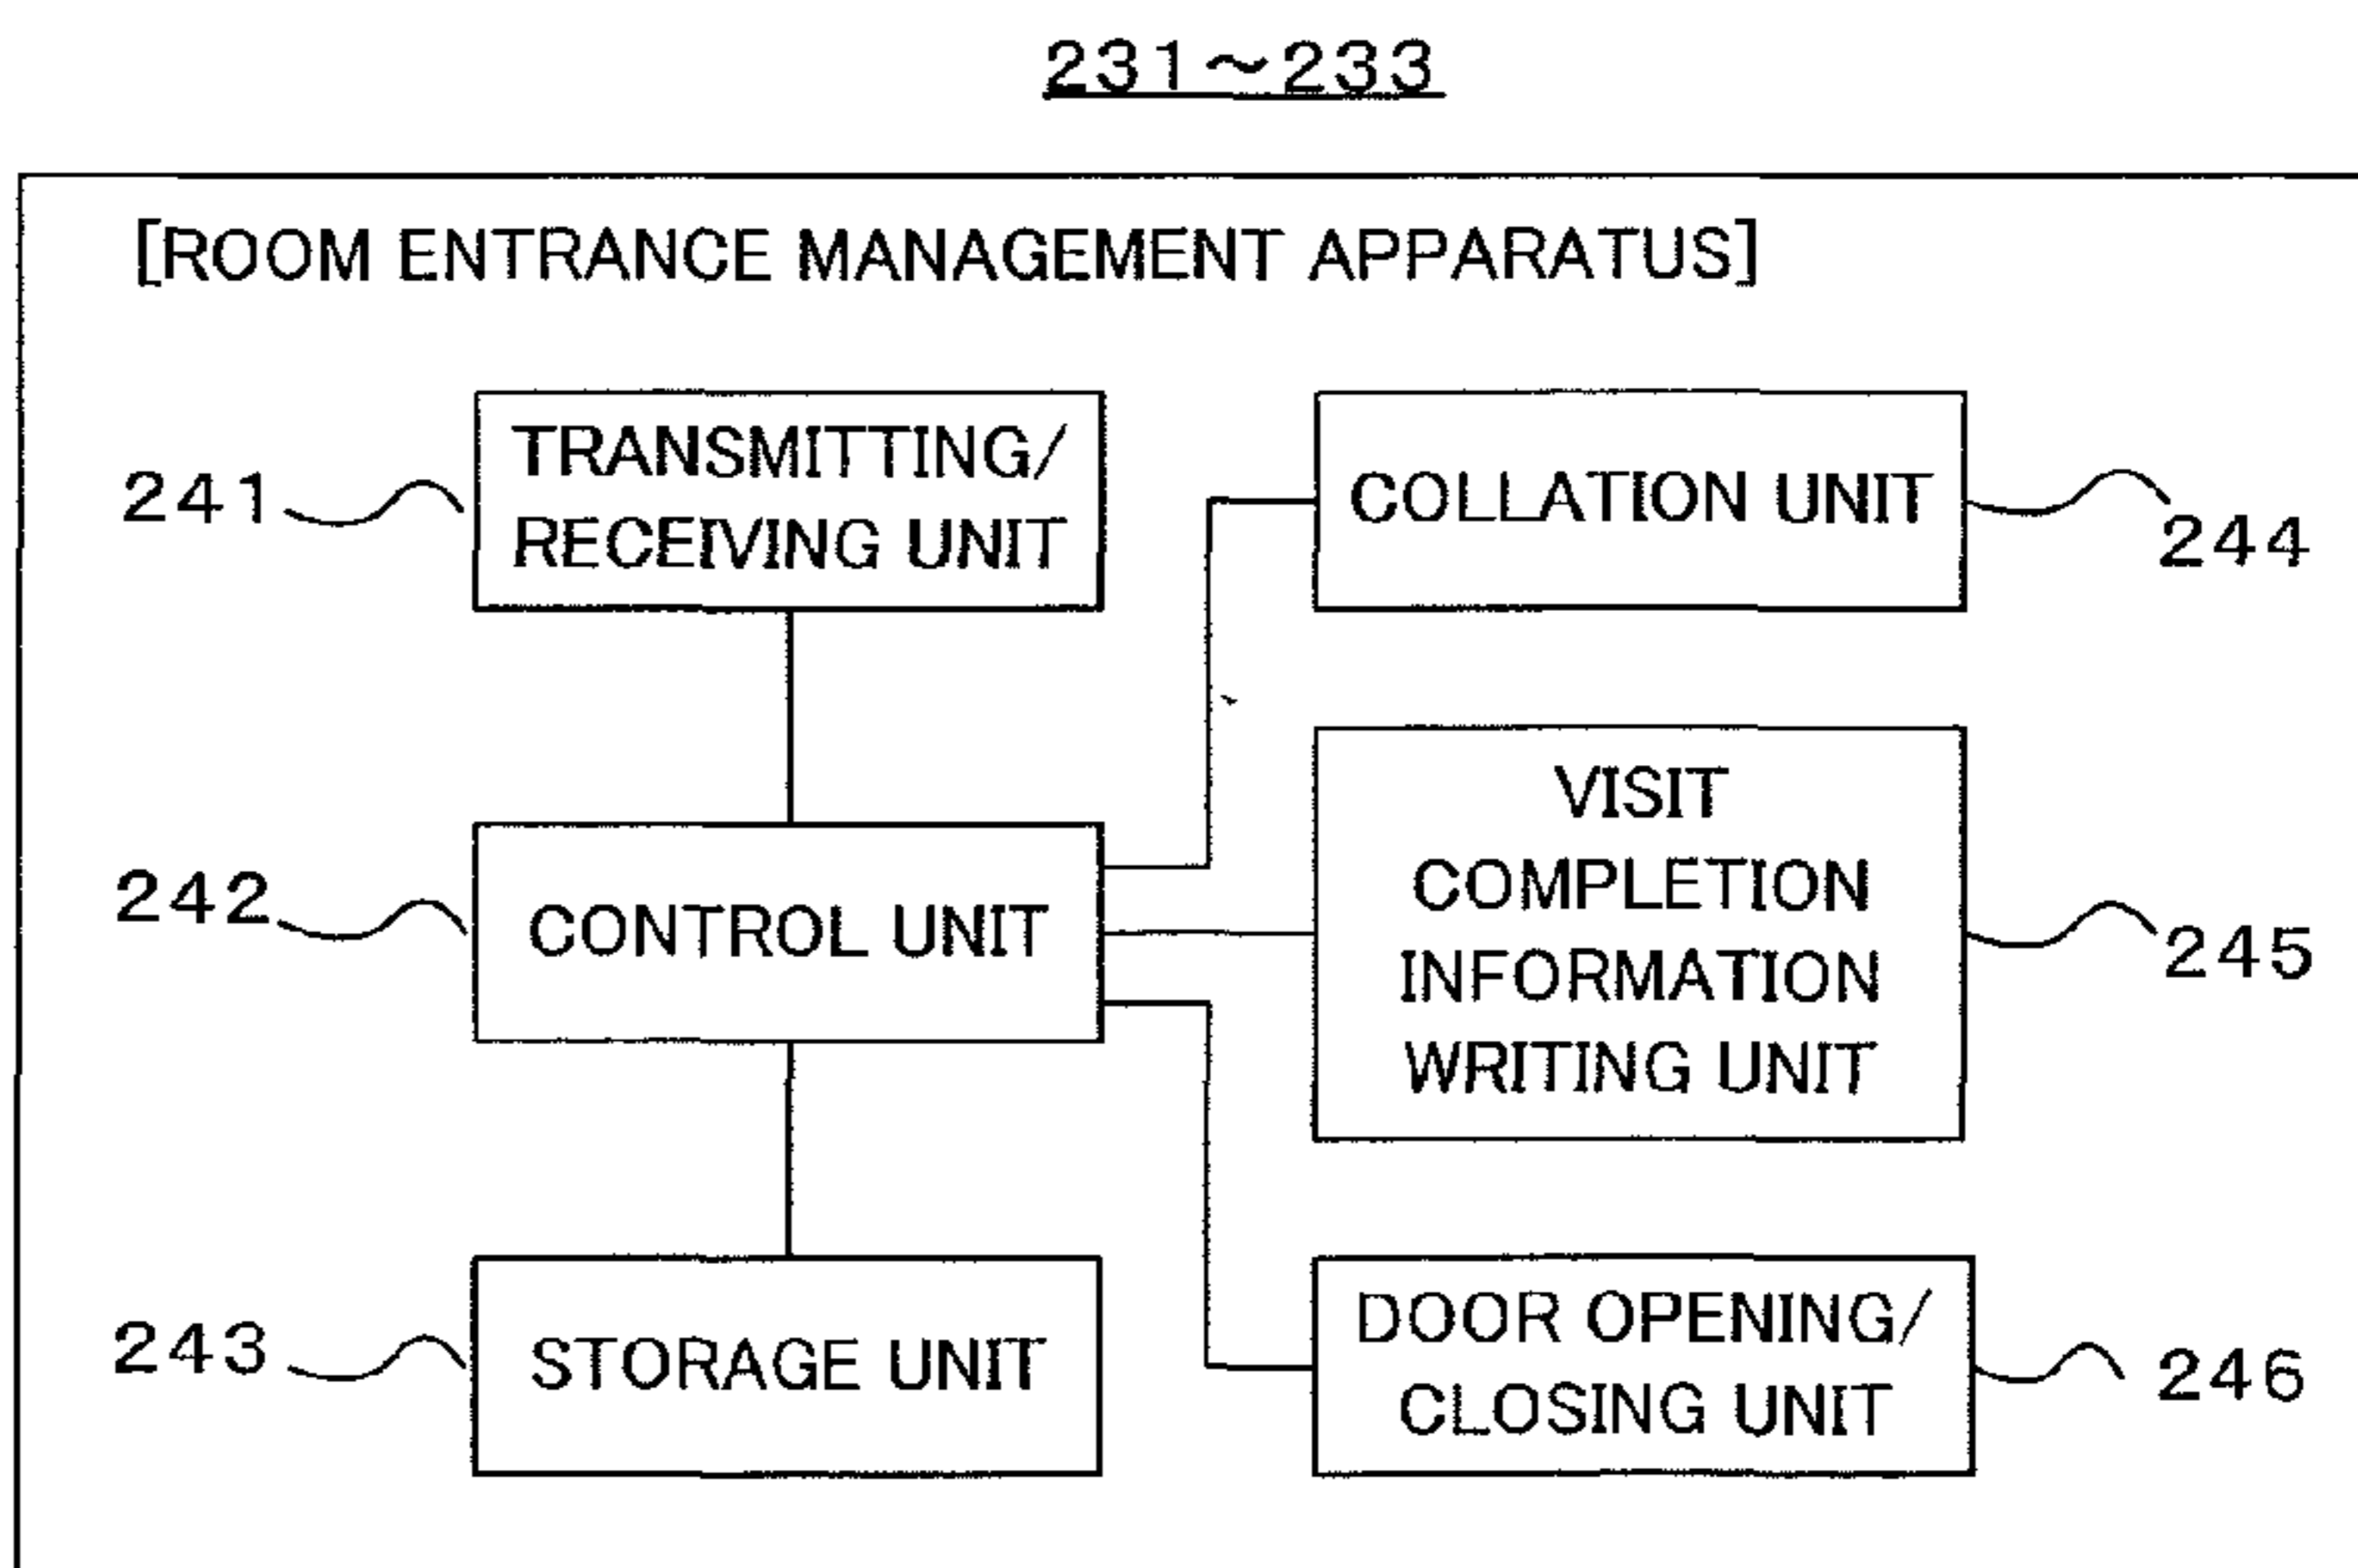 231~233
[ROOM ENTRANCE MANAGEMENT APPARATUS]
241
TRANSMITTING/
RECEIVING UNIT
COLLATION UNIT
244
242
CONTROL UNIT
VISIT
COMPLETION
INFORMATION
WRITING UNIT
245
243
STORAGE UNIT
DOOR OPENING/
CLOSING UNIT
246